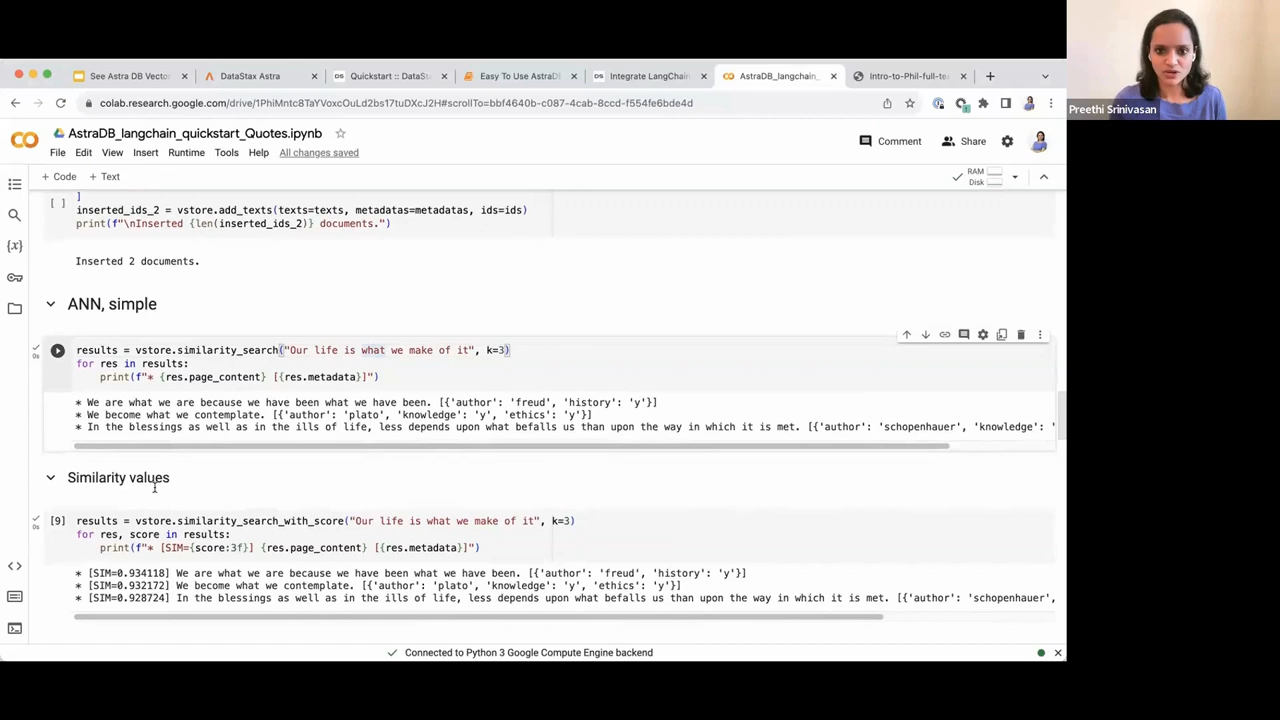 See Astra DB Vector
DataStax Astra
Quickstart :: DataSta
Easy To Use AstraDB
Integrate LangChain
AstraDB_langchain_
Intro-to-Phil-full-te
colab.research.google.com/drive/1PhiMntc8TaYVoxcOuLd2bs17tuDXcJ2H#scrollTo=bbf4640b-c087-4cab-8ccd-f554fe6bde4d
Preethi Srinivasan
AstraDB_langchain_quickstart_Quotes.ipynb
File Edit View Insert Runtime Tools Help All changes saved
Comment Share
+ Code + Text
RAM
Disk
]
[ ] inserted_ids_2 = vstore.add_texts(texts=texts, metadatas=metadatas, ids=ids)
print(f"\nInserted {len(inserted_ids_2)} documents.")
Inserted 2 documents.
ANN, simple
results = vstore.similarity_search("Our life is what we make of it", k=3)
for res in results:
print(f"* {res.page_content} [{res.metadata}]")
0s
* We are what we are because we have been what we have been. [{'author': 'freud', 'history': 'y'}]
* We become what we contemplate. [{'author': 'plato', 'knowledge': 'y', 'ethics': 'y'}]
* In the blessings as well as in the ills of life, less depends upon what befalls us than upon the way in which it is met. [{'author': 'schopenhauer', 'knowledge': '
Similarity values
[9] results = vstore.similarity_search_with_score("Our life is what we make of it", k=3)
for res, score in results:
print(f"* [SIM={score:3f}] {res.page_content} [{res.metadata}]")
0s
* [SIM=0.934118] We are what we are because we have been what we have been. [{'author': 'freud', 'history': 'y'}]
* [SIM=0.932172] We become what we contemplate. [{'author': 'plato', 'knowledge': 'y', 'ethics': 'y'}]
* [SIM=0.928724] In the blessings as well as in the ills of life, less depends upon what befalls us than upon the way in which it is met. [{'author': 'schopenhauer',
Connected to Python 3 Google Compute Engine backend